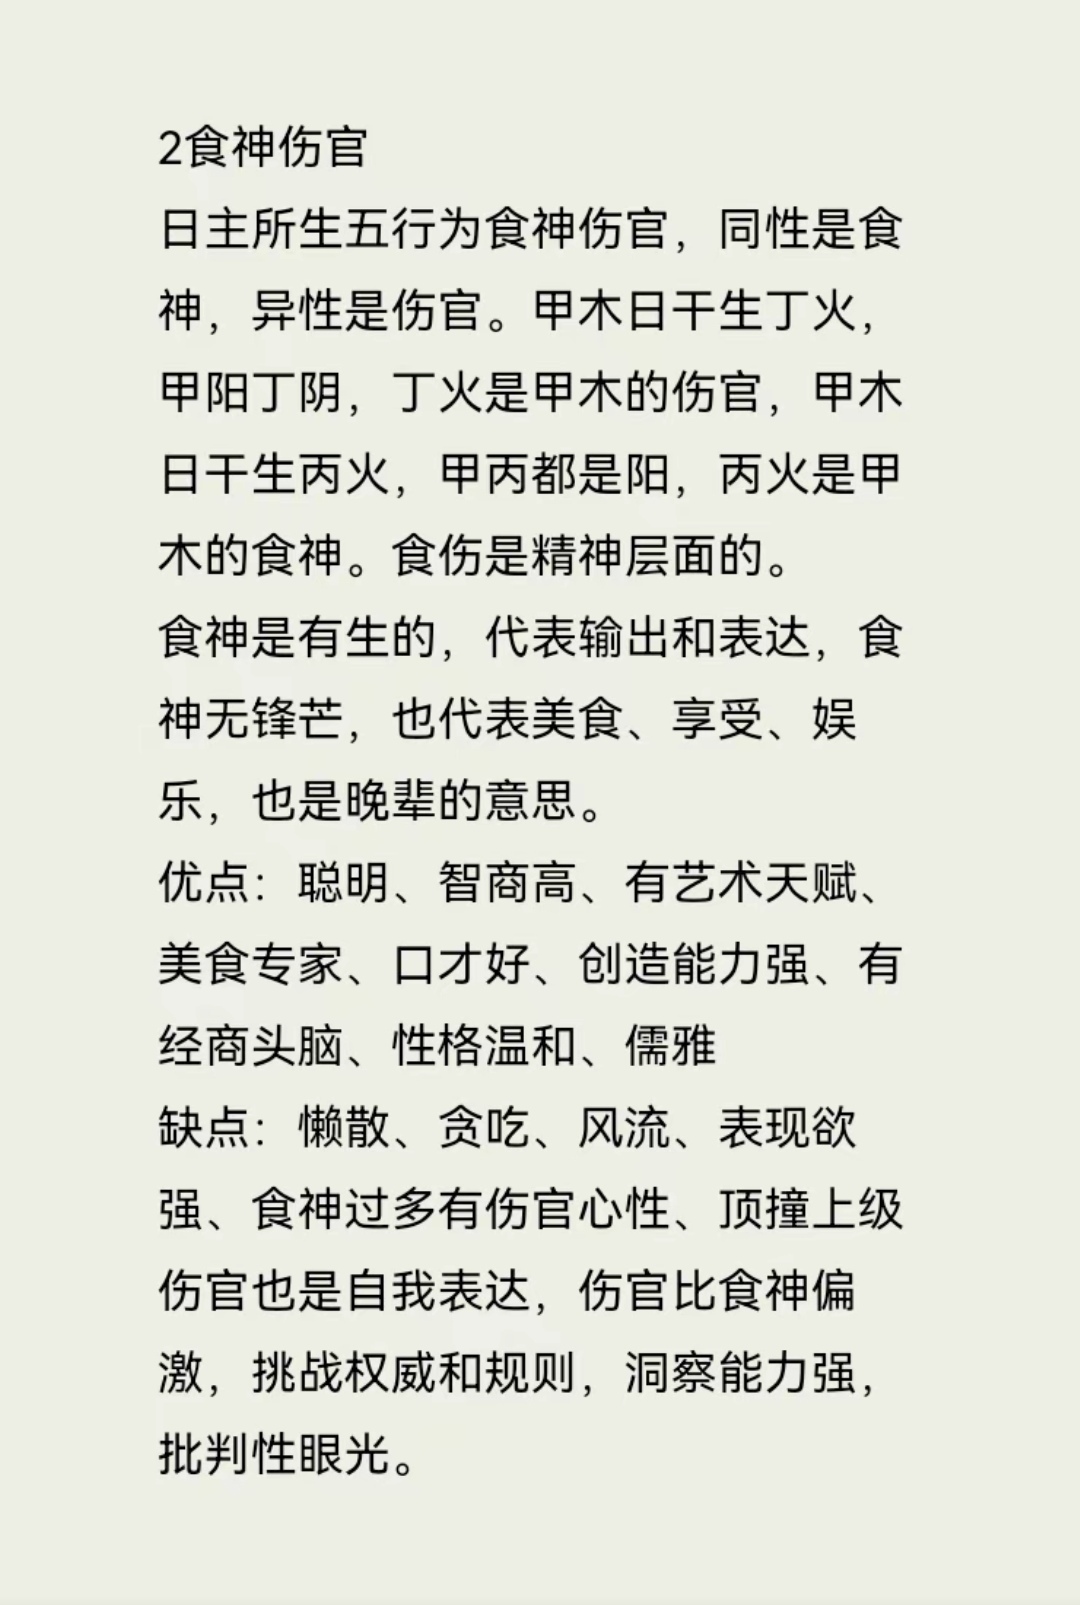 2食神伤官
日主所生五行为食神伤官，同性是食
神，异性是伤官。甲木日干生丁火，
甲阳丁阴，丁火是甲木的伤官，甲木
日干生丙火，甲丙都是阳，丙火是甲
木的食神。食伤是精神层面的。
食神是有生的，代表输出和表达，食
神无锋芒，也代表美食、享受、娱
乐，也是晚辈的意思。
优点：聪明、智商高、有艺术天赋、
美食专家、口才好、创造能力强、有
经商头脑、性格温和、儒雅
缺点：懒散、贪吃、风流、表现欲
强、食神过多有伤官心性、顶撞上级
伤官也是自我表达，伤官比食神偏
激，挑战权威和规则，洞察能力强，
批判性眼光。